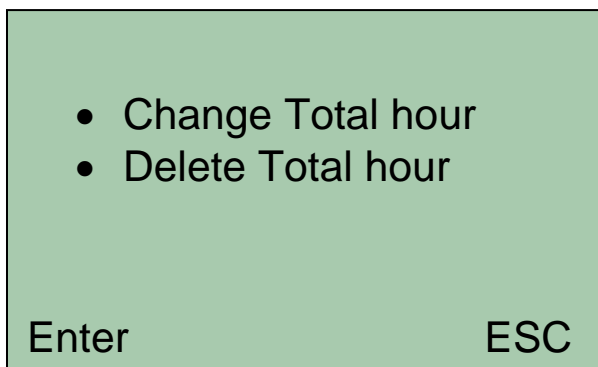 • Change Total hour
• Delete Total hour
Enter ESC